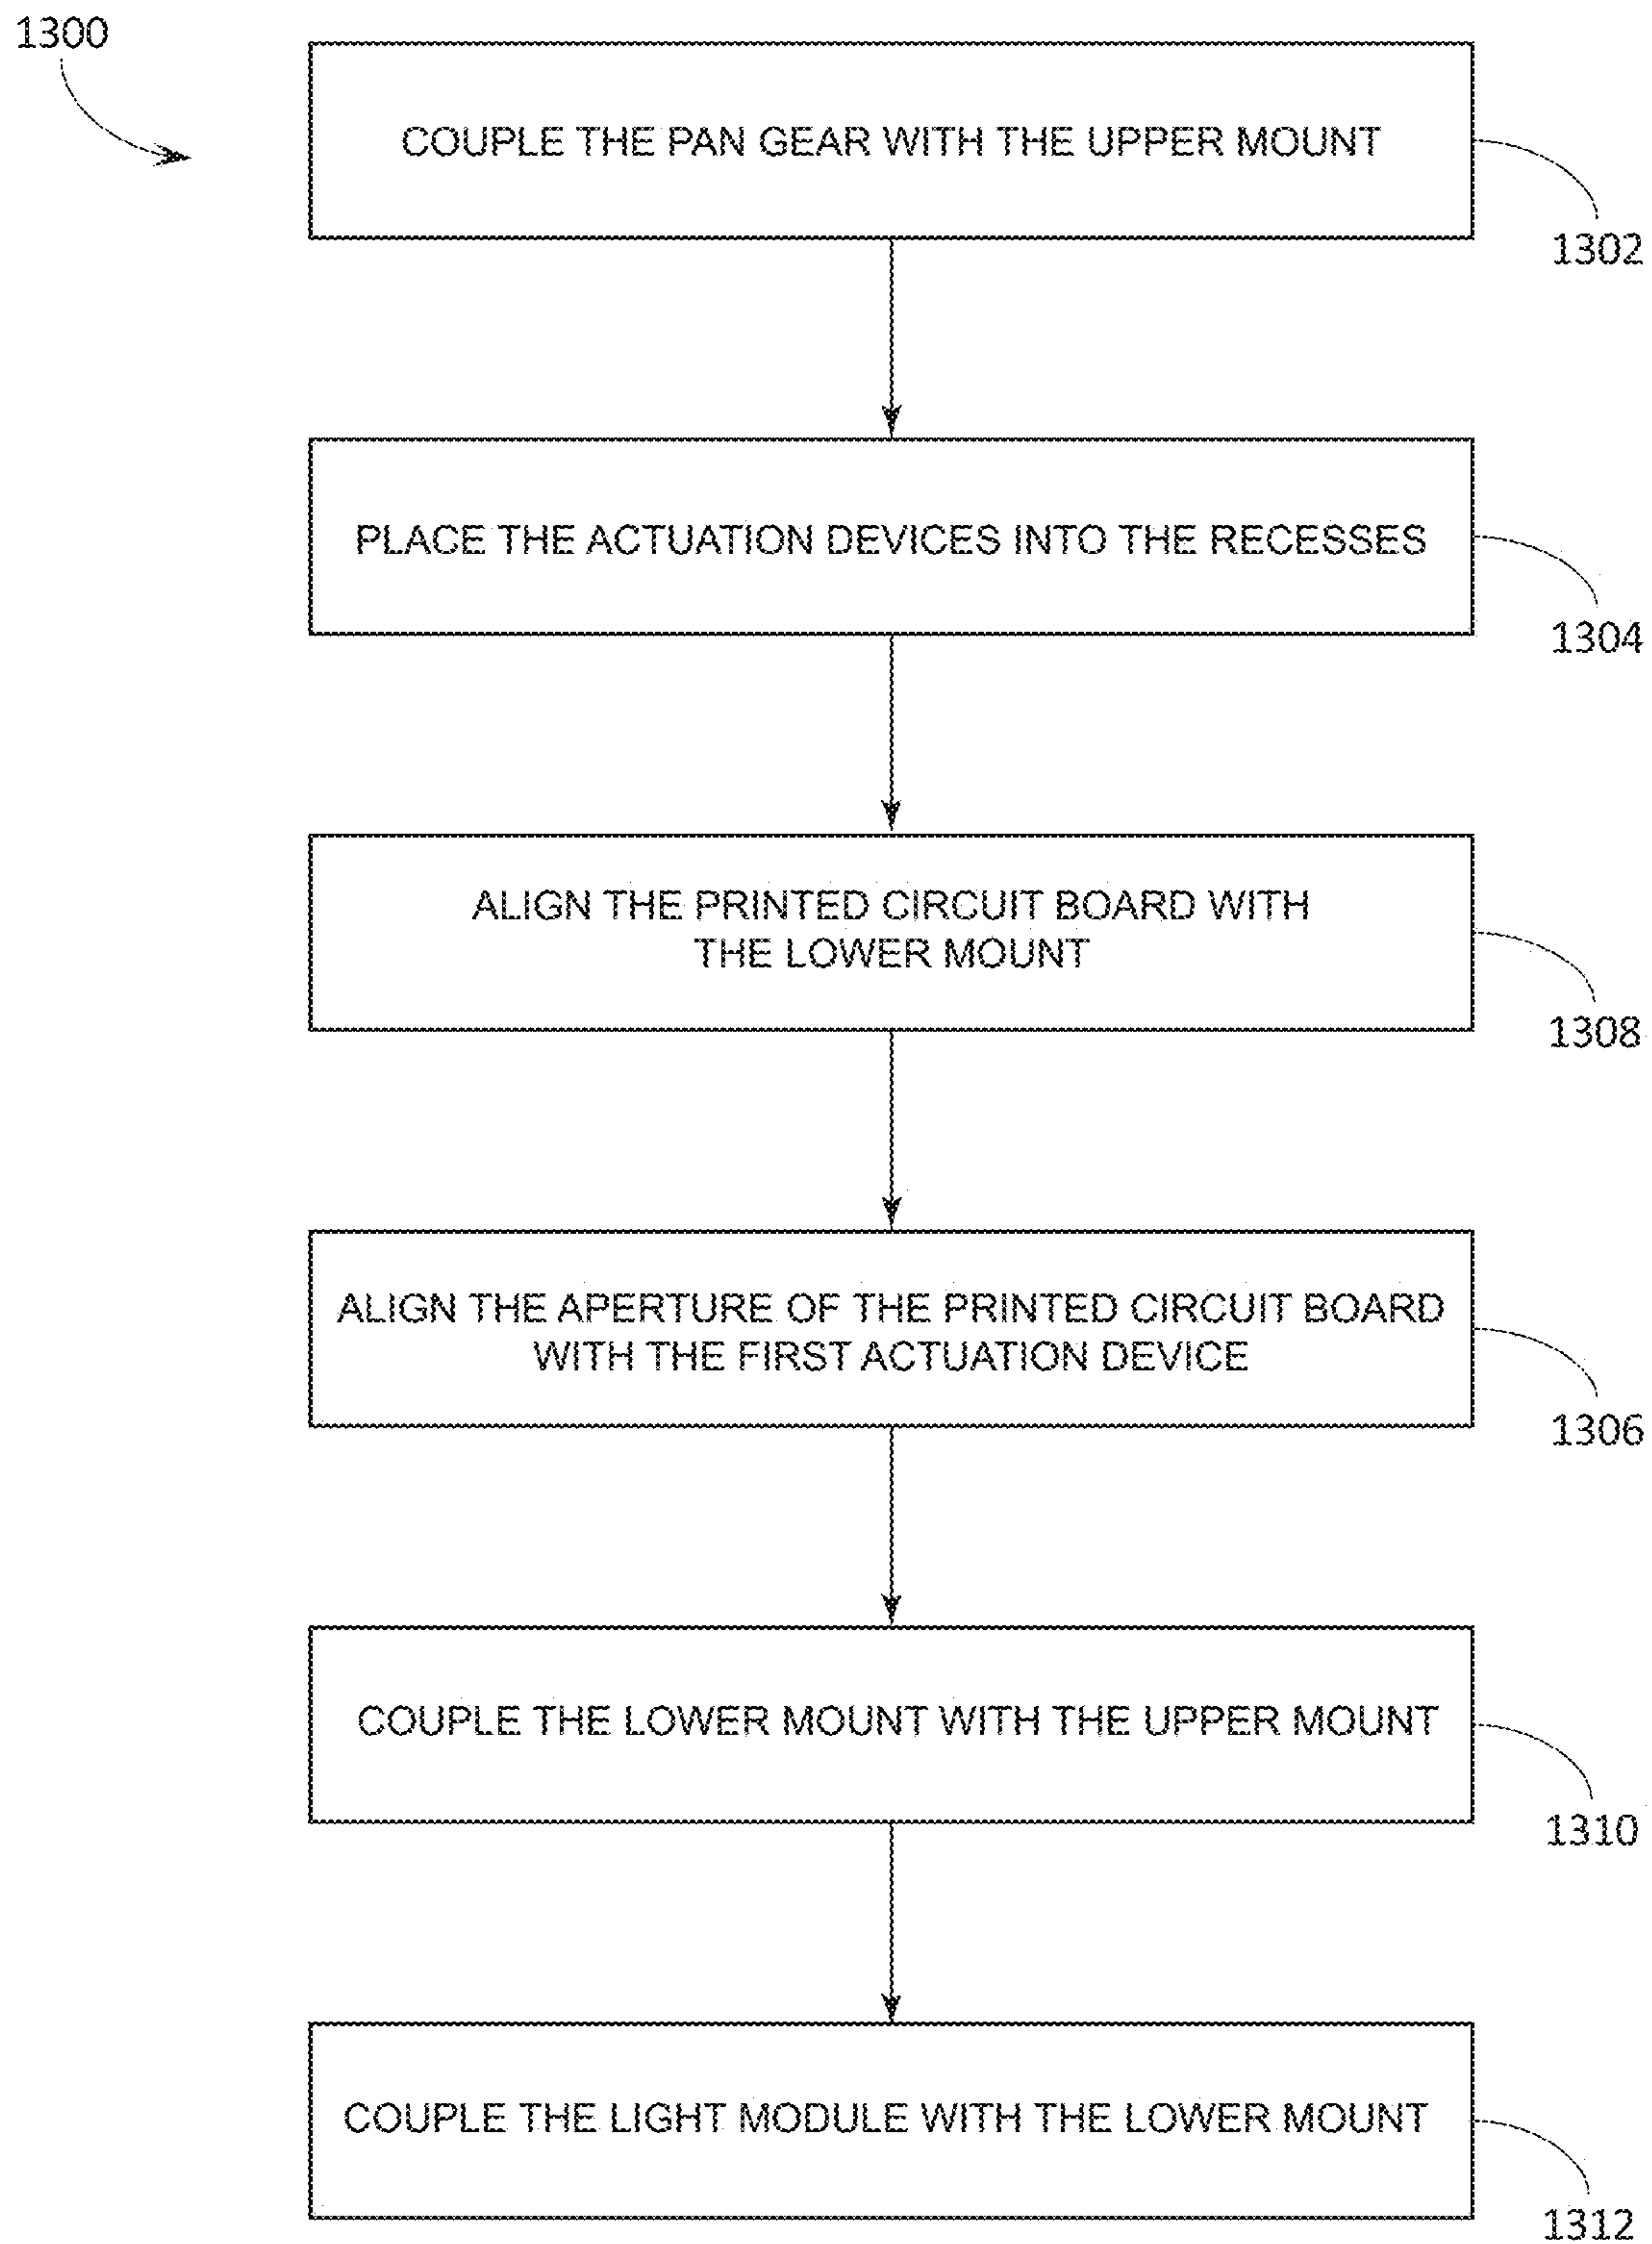 1300
COUPLE THE PAN GEAR WITH THE UPPER MOUNT
1302
PLACE THE ACTUATION DEVICES INTO THE RECESSES
1304
ALIGN THE PRINTED CIRCUIT BOARD WITH
THE LOWER MOUNT
1308
ALIGN THE APERTURE OF THE PRINTED CIRCUIT BOARD
WITH THE FIRST ACTUATION DEVICE
1306
COUPLE THE LOWER MOUNT WITH THE UPPER MOUNT
1310
COUPLE THE LIGHT MODULE WITH THE LOWER MOUNT
1312